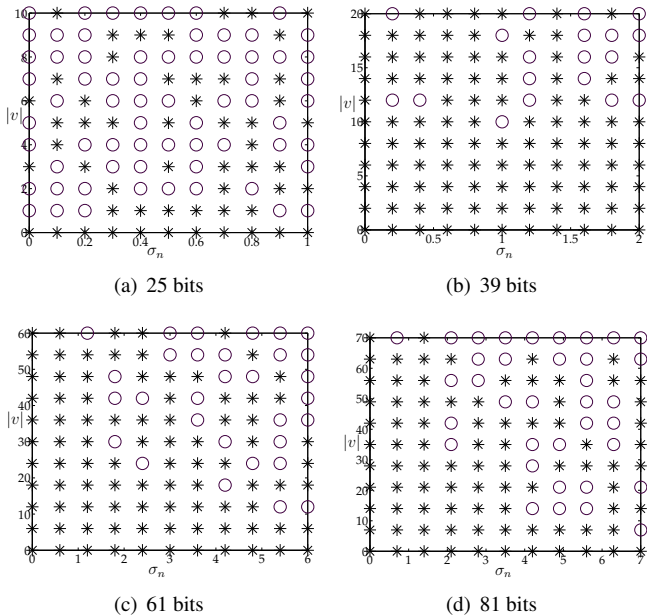 10
8
6
|v|
4
2
0
0 0.2 0.4 0.6 0.8 1
σn
(a) 25 bits
20
15
|v|
10
5
0
0 0.5 1 1.5 2
σn
(b) 39 bits
60
50
40
|v|
30
20
10
0
0 1 2 3 4 5 6
σn
(c) 61 bits
70
60
50
40
|v|
30
20
10
0
0 1 2 3 4 5 6 7
σn
(d) 81 bits